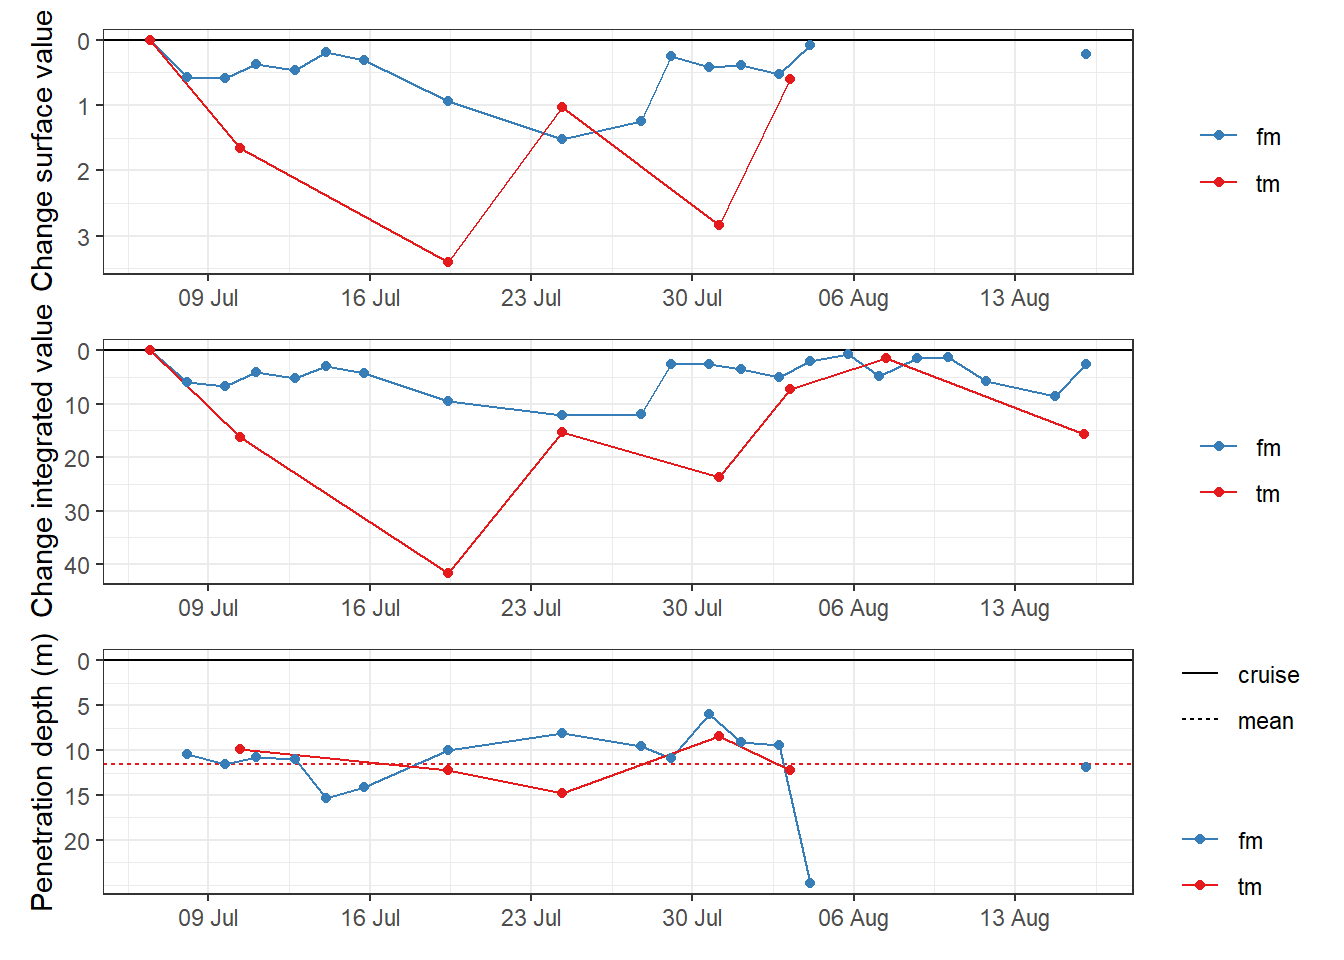 Change surface value
0
1
2
3
09 Jul
16 Jul
23 Jul
30 Jul
06 Aug
13 Aug
fm
tm
Change integrated value
0
10
20
30
40
09 Jul
16 Jul
23 Jul
30 Jul
06 Aug
13 Aug
fm
tm
Penetration depth (m)
0
5
10
15
20
09 Jul
16 Jul
23 Jul
30 Jul
06 Aug
13 Aug
cruise
mean
fm
tm